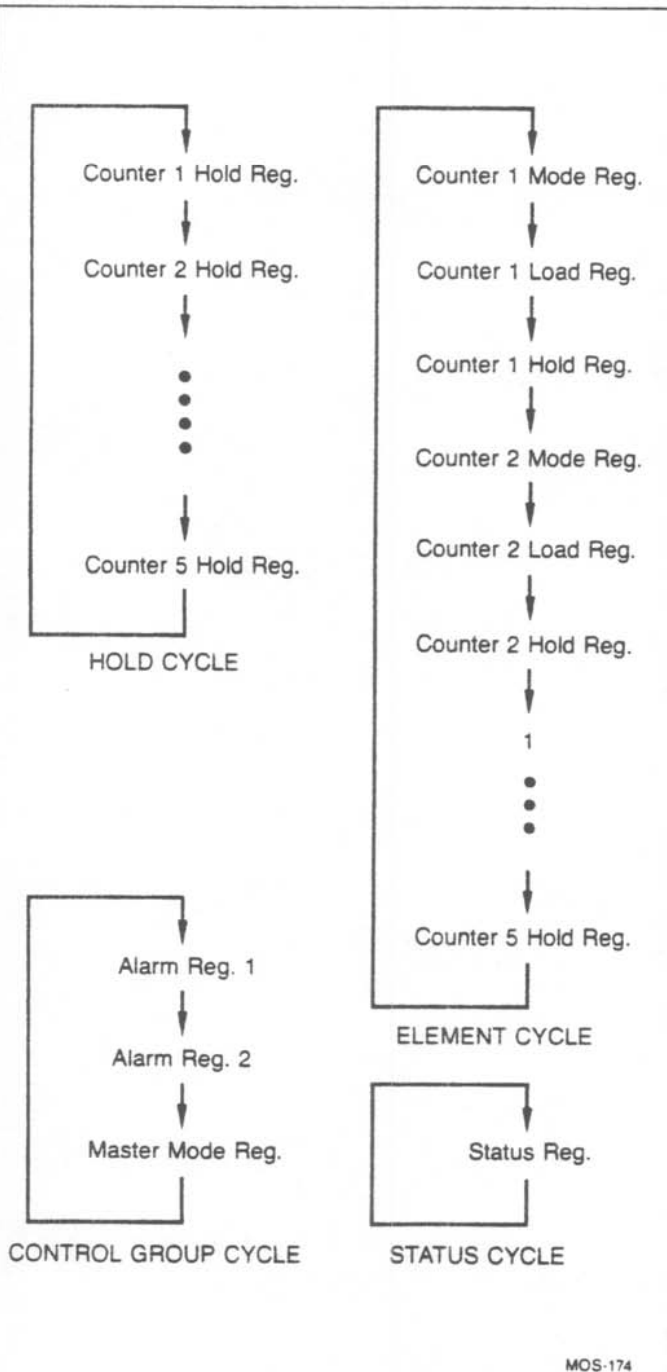 Counter 1 Hold Reg.
Counter 2 Hold Reg.
Counter 5 Hold Reg.
HOLD CYCLE
Counter 1 Mode Reg.
Counter 1 Load Reg.
Counter 1 Hold Reg.
Counter 2 Mode Reg.
Counter 2 Load Reg.
Counter 2 Hold Reg.
1
Counter 5 Hold Reg.
ELEMENT CYCLE
Alarm Reg. 1
Alarm Reg. 2
Master Mode Reg.
CONTROL GROUP CYCLE
Status Reg.
STATUS CYCLE
MOS-174